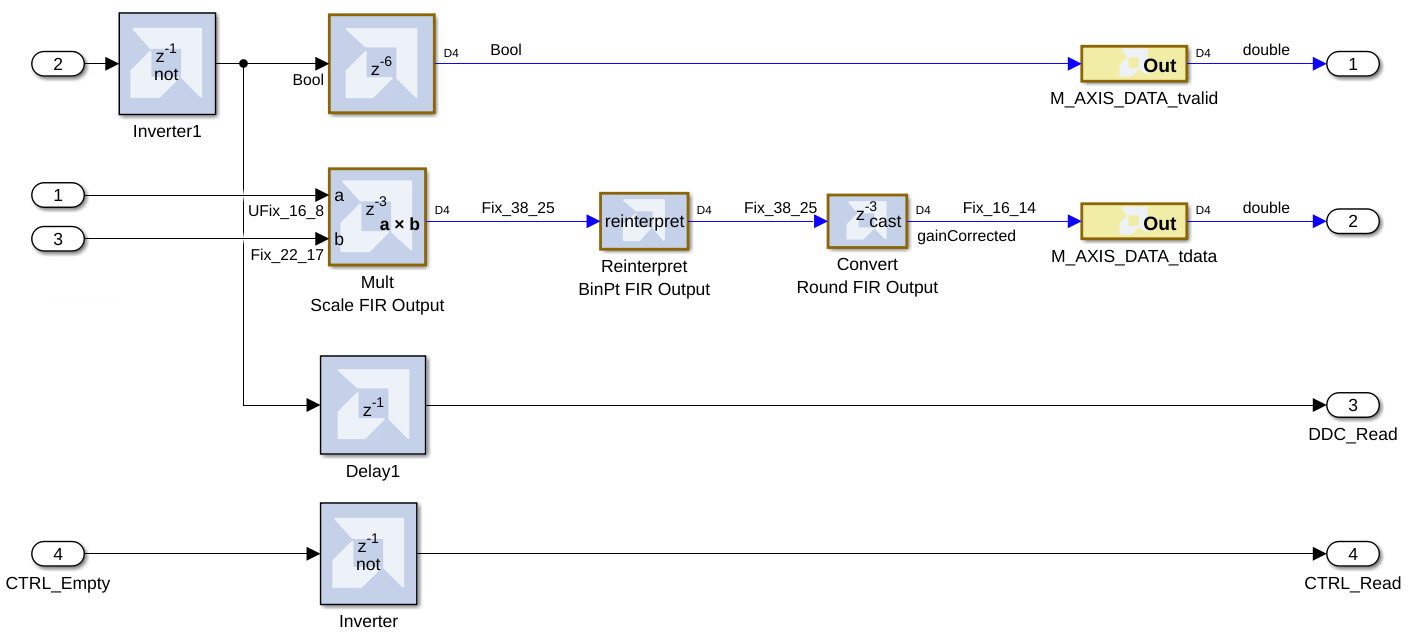 2
z-1
not
Inverter1
Bool
z-6
D4
Bool
Out
M_AXIS_DATA_tvalid
D4
double
1
1
UFix_16_8
3
Fix_22_17
a
z-3
a × b
b
Mult
Scale FIR Output
D4
Fix_38_25
reinterpret
Reinterpret
BinPt FIR Output
D4
Fix_38_25
z-3
cast
Convert
Round FIR Output
D4
Fix_16_14
gainCorrected
Out
M_AXIS_DATA_tdata
D4
double
2
z-1
Delay1
3
DDC_Read
4
CTRL_Empty
z-1
not
Inverter
4
CTRL_Read